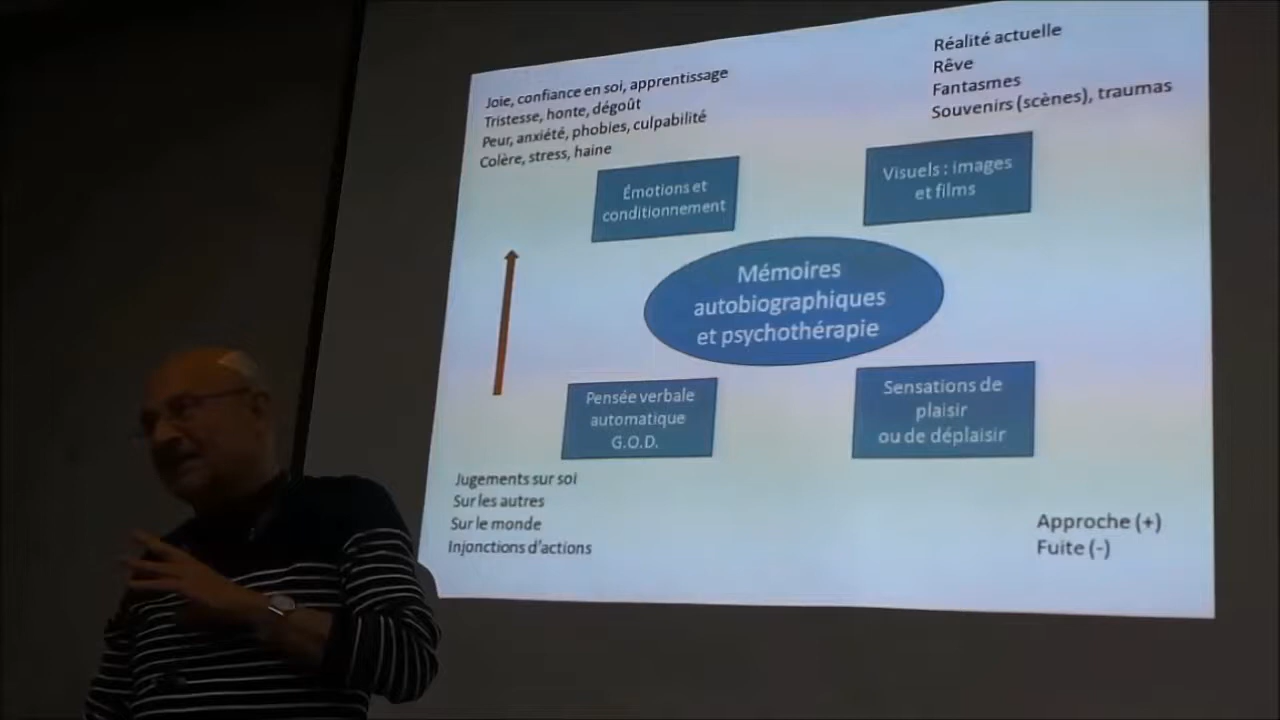 Joie, confiance en soi, apprentissage
Tristesse, honte, dégoût
Peur, anxiété, phobies, culpabilité
Colère, stress, haine
Réalité actuelle
Rêve
Fantasmes
Souvenirs (scènes), traumas
Émotions et
conditionnement
Visuels : images
et films
Mémoires
autobiographiques
et psychothérapie
Pensée verbale
automatique
G.O.D.
Sensations de
plaisir
ou de déplaisir
Jugements sur soi
Sur les autres
Sur le monde
Injonctions d'actions
Approche (+)
Fuite (-)